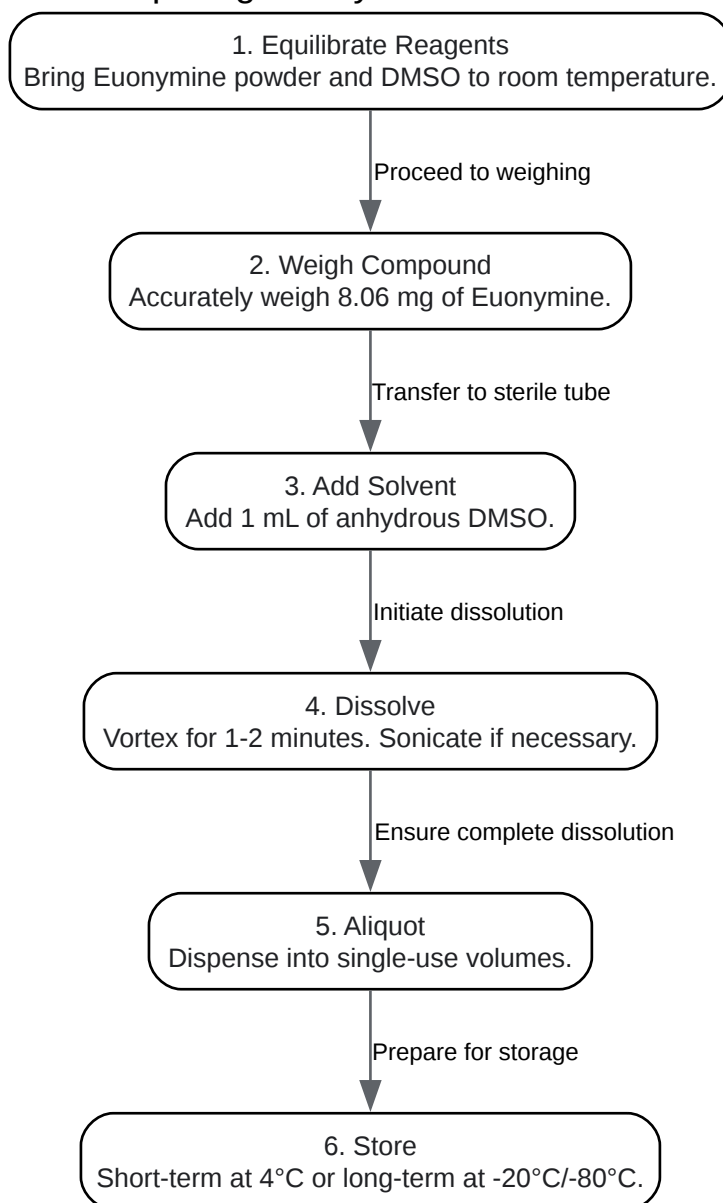 1. Equilibrate Reagents
Bring Euonymine powder and DMSO to room temperature.
Proceed to weighing
2. Weigh Compound
Accurately weigh 8.06 mg of Euonymine.
Transfer to sterile tube
3. Add Solvent
Add 1 mL of anhydrous DMSO.
Initiate dissolution
4. Dissolve
Vortex for 1-2 minutes. Sonicate if necessary.
Ensure complete dissolution
5. Aliquot
Dispense into single-use volumes.
Prepare for storage
6. Store
Short-term at 4°C or long-term at -20°C/-80°C.